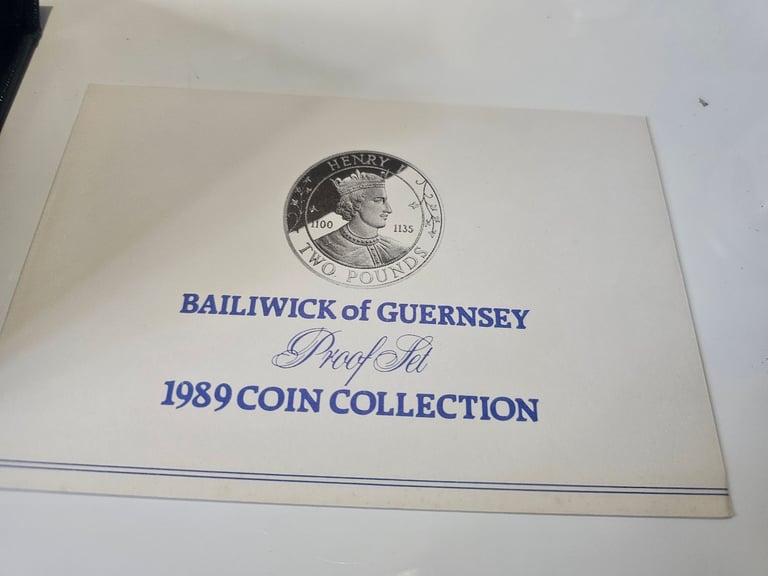 HENRY I
1100 1135
TWO POUNDS
BAILIWICK of GUERNSEY
Proof Set
1989 COIN COLLECTION